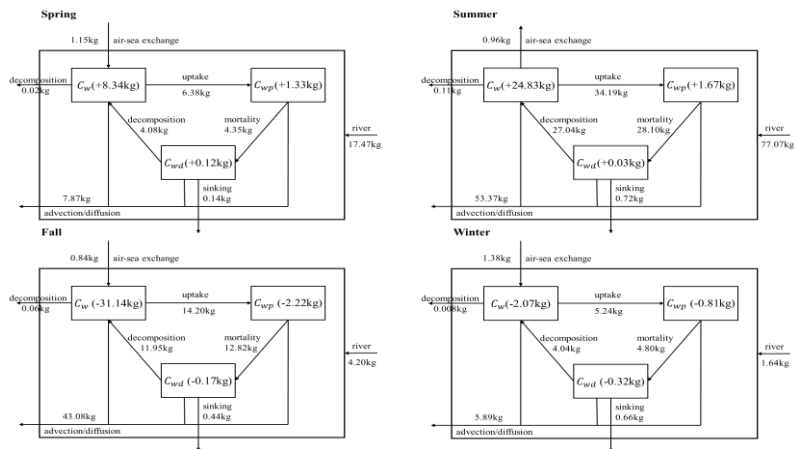 Spring
1.15kg air-sea exchange
decomposition
0.02kg
C_w(+8.34kg)
uptake
6.38kg
C_wp(+1.33kg)
decomposition
4.08kg
mortality
4.35kg
river
17.47kg
C_wd(+0.12kg)
sinking
0.14kg
7.87kg
advection/diffusion
Summer
0.96kg air-sea exchange
decomposition
0.11kg
C_w(+24.83kg)
uptake
34.19kg
C_wp(+1.67kg)
decomposition
27.04kg
mortality
28.10kg
river
77.07kg
C_wd(+0.03kg)
sinking
0.72kg
53.37kg
advection/diffusion
Fall
0.84kg air-sea exchange
decomposition
0.06kg
C_w (-31.14kg)
uptake
14.20kg
C_wp (-2.22kg)
decomposition
11.95kg
mortality
12.82kg
river
4.20kg
C_wd (-0.17kg)
sinking
0.44kg
43.08kg
advection/diffusion
Winter
1.38kg air-sea exchange
decomposition
0.008kg
C_w(-2.07kg)
uptake
5.24kg
C_wp (-0.81kg)
decomposition
4.04kg
mortality
4.80kg
river
1.64kg
C_wd (-0.32kg)
sinking
0.66kg
5.89kg
advection/diffusion